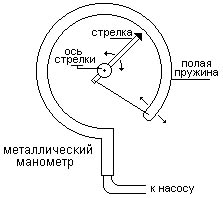 стрелка
ось
стрелки
полая
пружина
металлический
манометр
к насосу